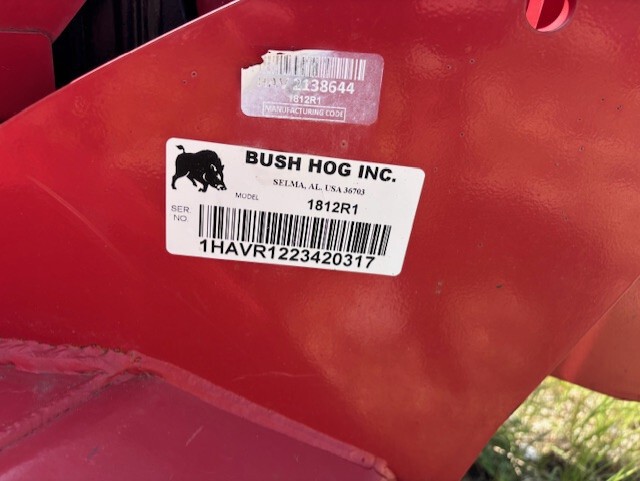 2138644
1812R1
MANUFACTURING CODE
BUSH HOG INC.
SELMA, AL. USA 36703
MODEL
1812R1
SER.
NO.
1HAVR1223420317